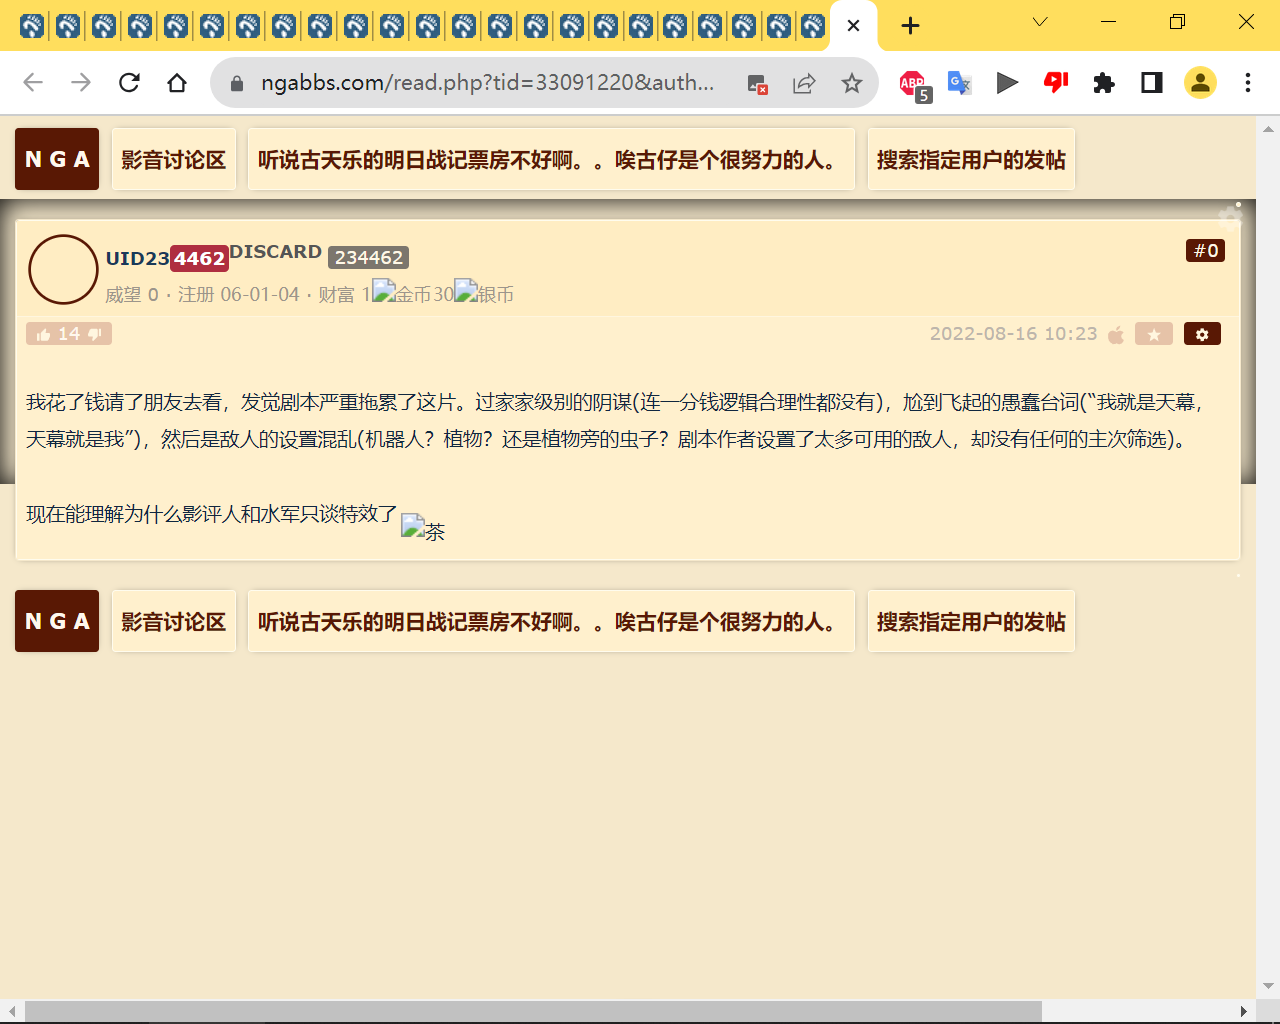 ngabbs.com/read.php?tid=33091220&auth...
ABP
5
N G A
影音讨论区
听说古天乐的明日战记票房不好啊。。唉古仔是个很努力的人。
搜索指定用户的发帖
UID234462
DISCARD
234462
#0
威望 0 · 注册 06-01-04 · 财富 1金币30银币
14
2022-08-16 10:23
我花了钱请了朋友去看，发觉剧本严重拖累了这片。过家家级别的阴谋(连一分钱逻辑合理性都没有)，尬到飞起的愚蠢台词(“我就是天幕，
天幕就是我”)，然后是敌人的设置混乱(机器人？植物？还是植物旁的虫子？剧本作者设置了太多可用的敌人，却没有任何的主次筛选)。
现在能理解为什么影评人和水军只谈特效了茶
N G A
影音讨论区
听说古天乐的明日战记票房不好啊。。唉古仔是个很努力的人。
搜索指定用户的发帖